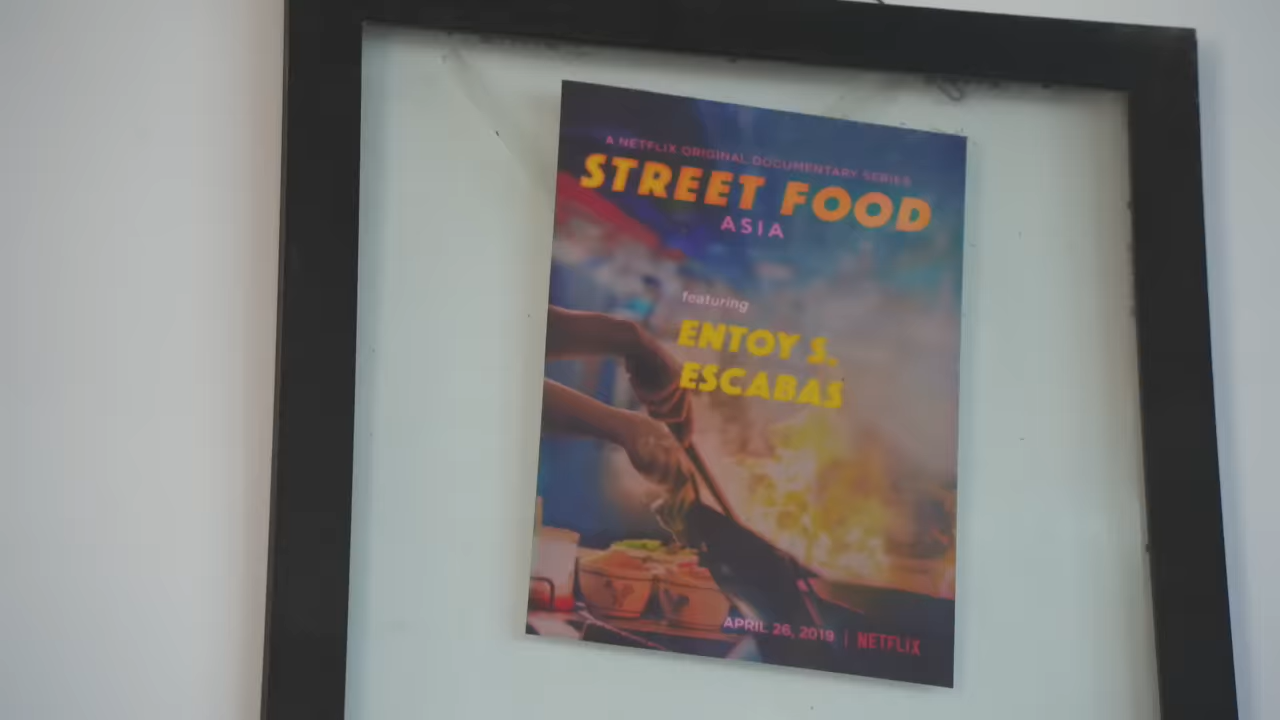 A NETFLIX ORIGINAL DOCUMENTARY SERIES
STREET FOOD
ASIA
featuring
ENTOY S.
ESCABAS
APRIL 26, 2019 | NETFLIX